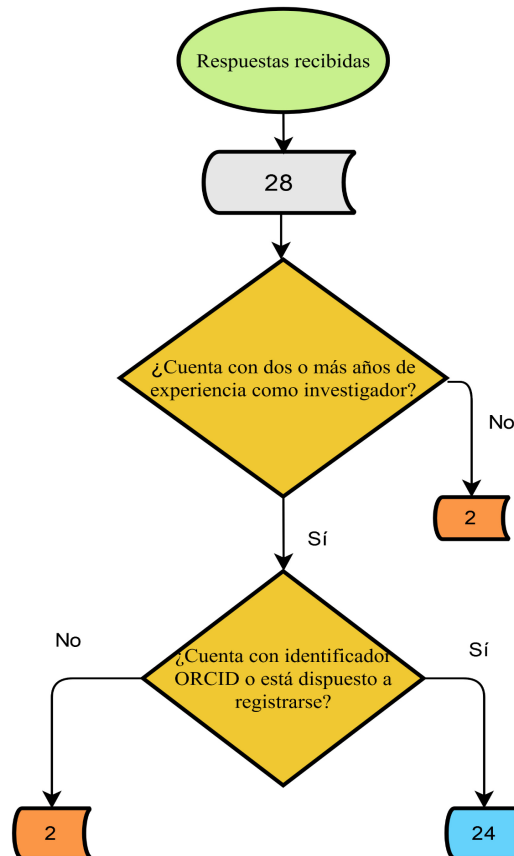 Respuestas recibidas
28
¿Cuenta con dos o más años de
experiencia como investigador?
No
2
Sí
¿Cuenta con identificador
ORCID o está dispuesto a
registrarse?
No
Sí
2
24